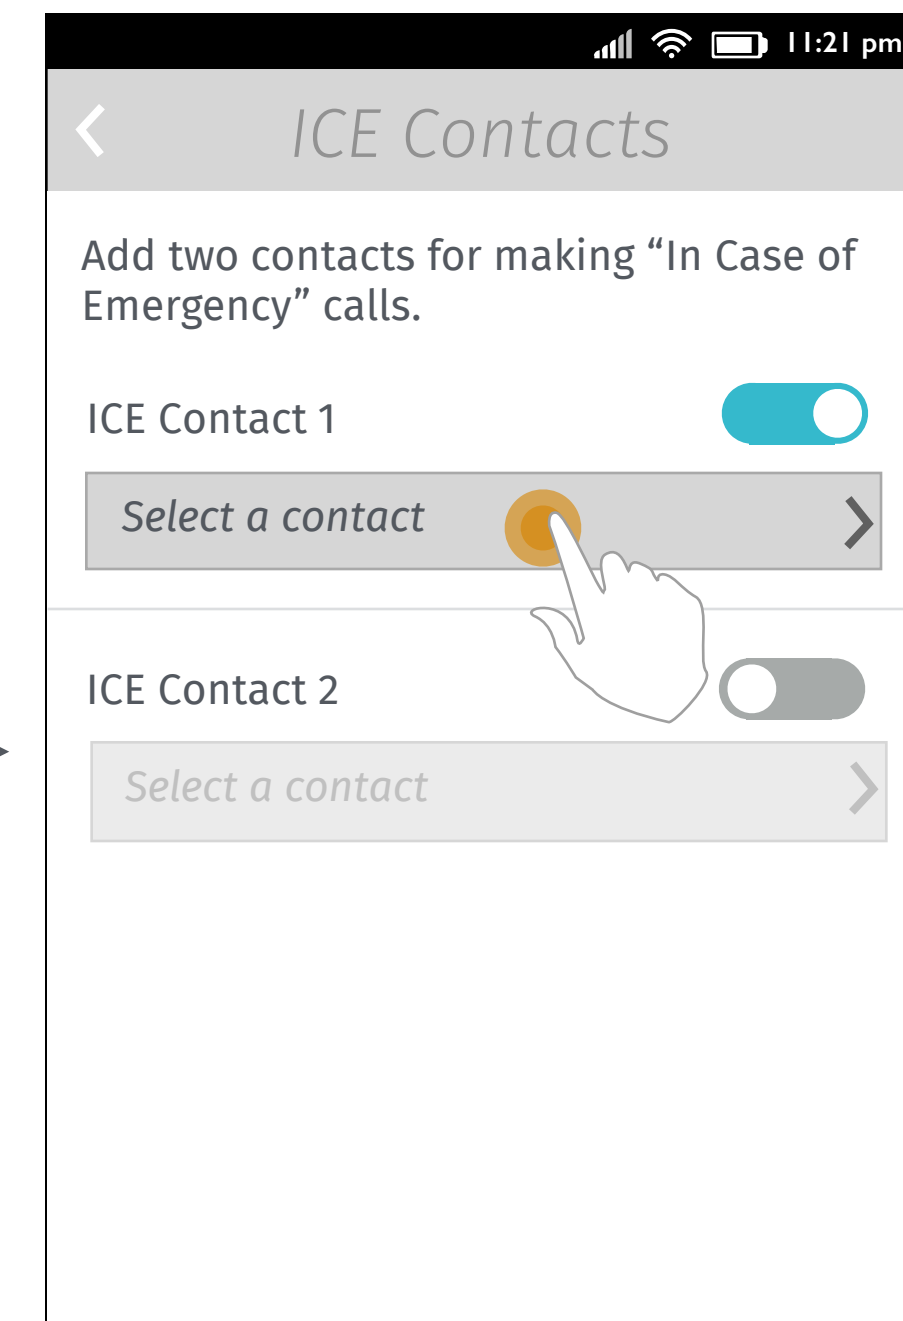 11:21 pm
ICE Contacts
Add two contacts for making “In Case of
Emergency” calls.
ICE Contact 1
Select a contact
ICE Contact 2
Select a contact